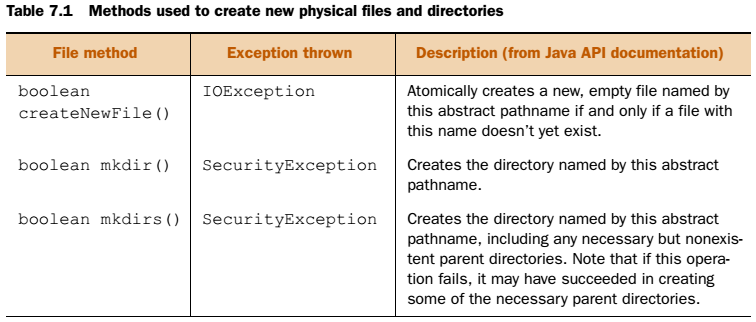 Table 7.1 Methods used to create new physical files and directories
File method Exception thrown Description (from Java API documentation)
boolean createNewFile() IOException Atomically creates a new, empty file named by
this abstract pathname if and only if a file with
this name doesn't yet exist.
boolean mkdir() SecurityException Creates the directory named by this abstract
pathname.
boolean mkdirs() SecurityException Creates the directory named by this abstract
pathname, including any necessary but nonexis-
tent parent directories. Note that if this opera-
tion fails, it may have succeeded in creating
some of the necessary parent directories.